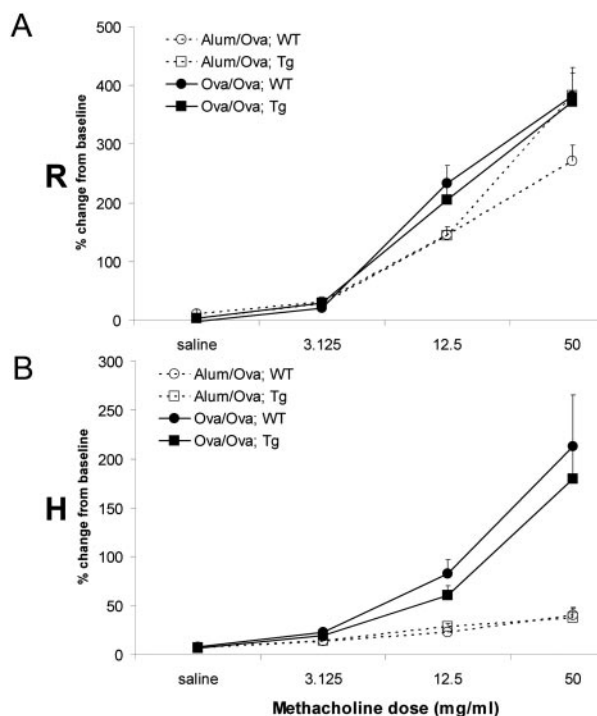 A
500
400
300
200
100
0
R
% change from baseline
Alum/Ova; WT
Alum/Ova; Tg
Ova/Ova; WT
Ova/Ova; Tg
saline 3.125 12.5 50
B
300
250
200
150
100
50
0
H
% change from baseline
Alum/Ova; WT
Alum/Ova; Tg
Ova/Ova; WT
Ova/Ova; Tg
saline 3.125 12.5 50
Methacholine dose (mg/ml)